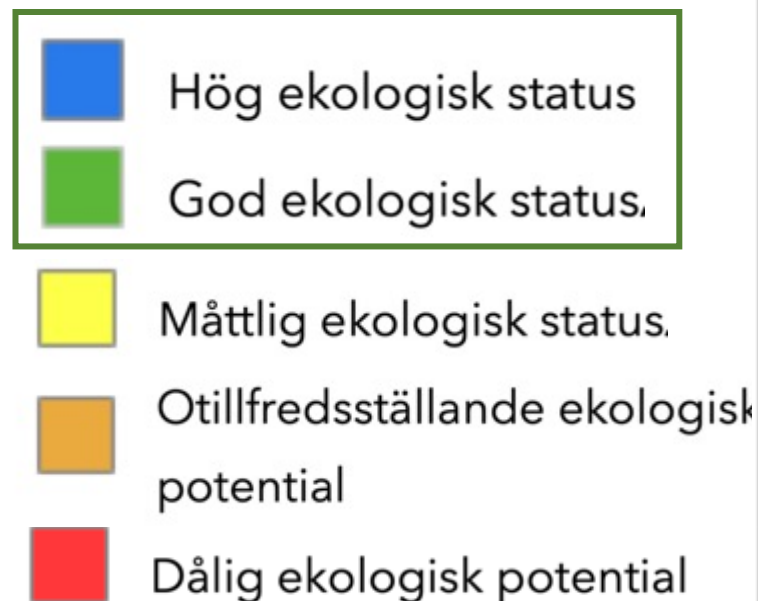 Hög ekologisk status
God ekologisk status
Måttlig ekologisk status
Otillfredsställande ekologisk
potential
Dålig ekologisk potential